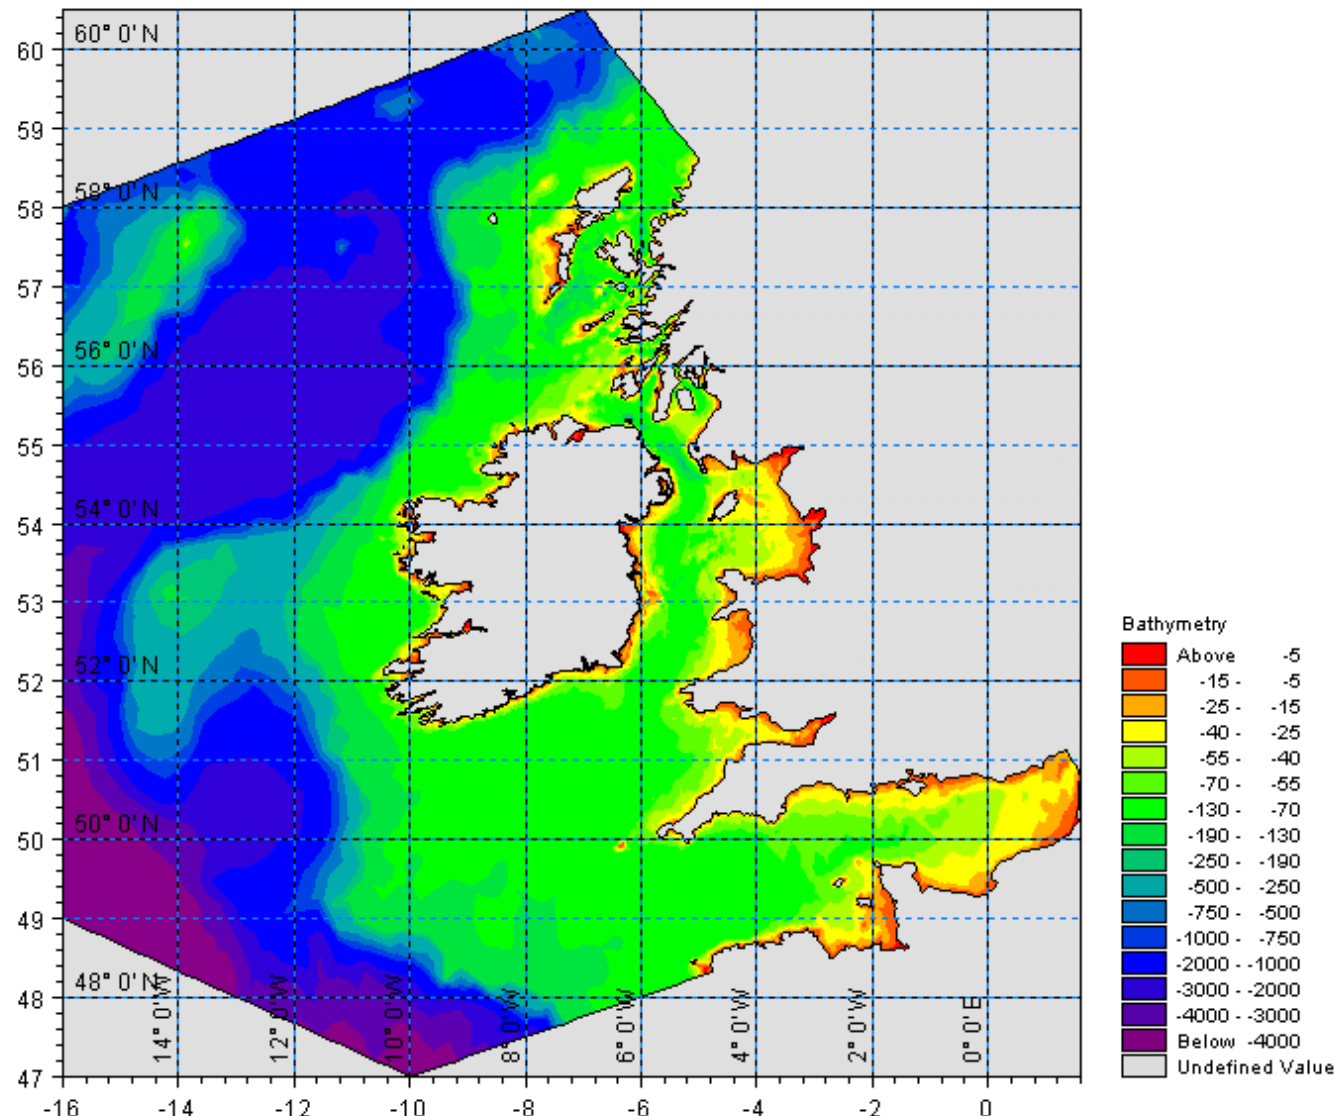 60
59
58
57
56
55
54
53
52
51
50
49
48
47
60° 0' N
58° 0' N
56° 0' N
54° 0' N
52° 0' N
50° 0' N
48° 0' N
14° 0' W
12° 0' W
10° 0' W
8° 0' W
6° 0' W
4° 0' W
2° 0' W
0° 0' E
-16
-14
-12
-10
-8
-6
-4
-2
0
Bathymetry
Above -5
-15 - -5
-25 - -15
-40 - -25
-55 - -40
-70 - -55
-130 - -70
-190 - -130
-250 - -190
-500 - -250
-750 - -500
-1000 - -750
-2000 - -1000
-3000 - -2000
-4000 - -3000
Below -4000
Undefined Value